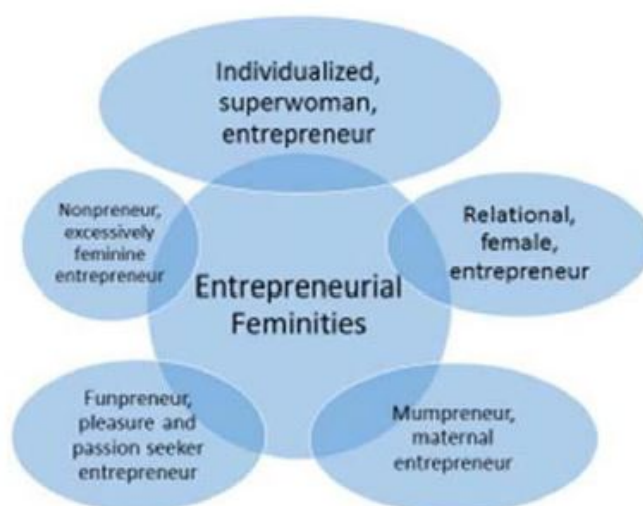 Individualized,
superwoman,
entrepreneur
Nonpreneur,
excessively
feminine
entrepreneur
Relational,
female,
entrepreneur
Entrepreneurial
Feminities
Funpreneur,
pleasure and
passion seeker
entrepreneur
Mumpreneur,
maternal
entrepreneur